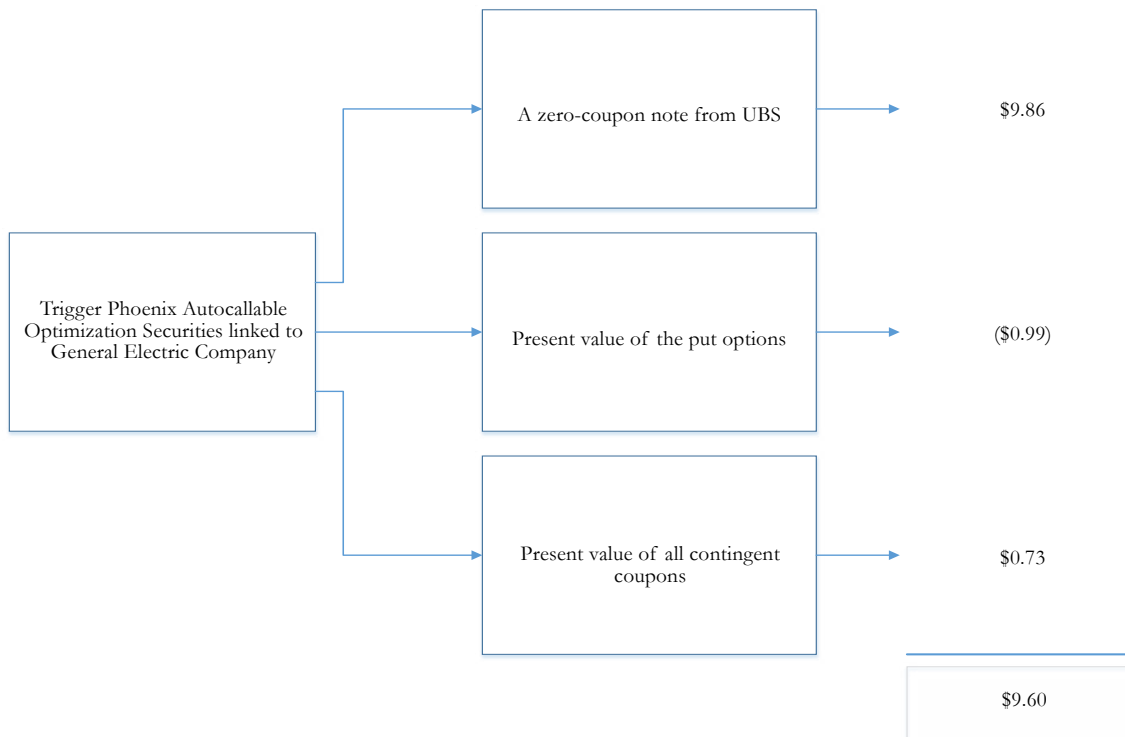 A zero-coupon note from UBS
$9.86
Trigger Phoenix Autocallable
Optimization Securities linked to
General Electric Company
Present value of the put options
($0.99)
Present value of all contingent
coupons
$0.73
$9.60